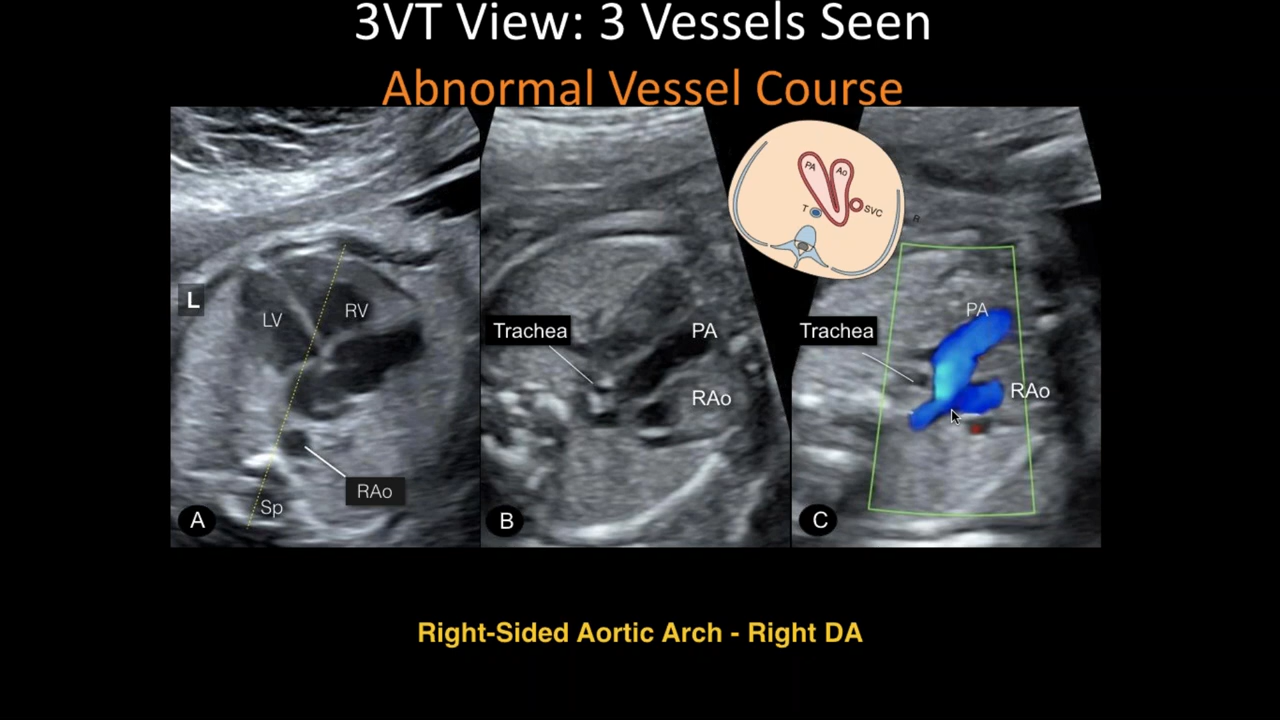 3VT View: 3 Vessels Seen
Abnormal Vessel Course
L
LV
RV
RAo
Sp
A
Trachea
PA
RAo
B
PA
Ao
T
SVC
R
Trachea
PA
RAo
C
Right-Sided Aortic Arch - Right DA